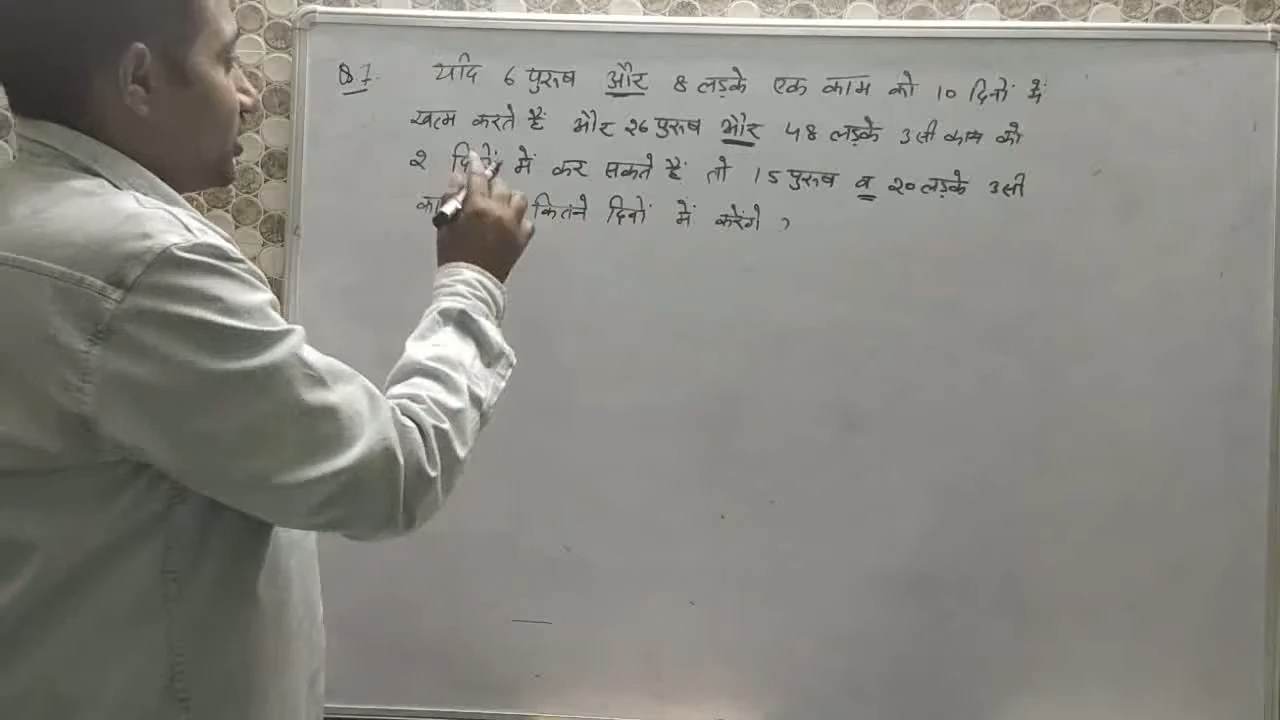 Q1. यदि 6 पुरुष और 8 लड़के एक काम को 10 दिनों में
खत्म करते हैं और 26 पुरुष और 48 लड़के उसी काम को
2 दिनों में कर सकते हैं तो 15 पुरुष व 20 लड़के उसी
कितने दिनों में करेंगे ?